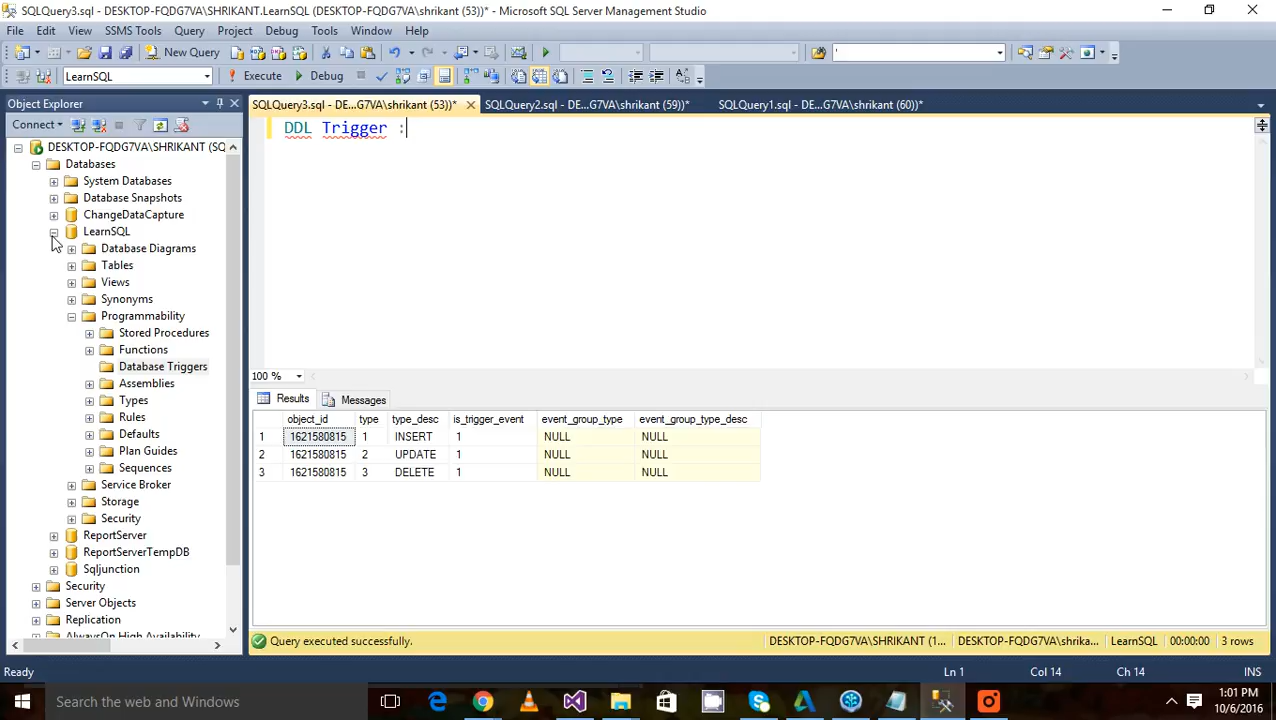 SQLQuery3.sql - DESKTOP-FQDG7VA\SHRIKANT.LearnSQL (DESKTOP-FQDG7VA\shrikant (53))* - Microsoft SQL Server Management Studio
File Edit View SSMS Tools Query Project Debug Tools Window Help
New Query '
LearnSQL Execute Debug
Object Explorer
SQLQuery3.sql - DE...G7VA\shrikant (53))* SQLQuery2.sql - DE...G7VA\shrikant (59))* SQLQuery1.sql - DE...G7VA\shrikant (60))*
Connect
DDL Trigger :
DESKTOP-FQDG7VA\SHRIKANT (SQ
Databases
System Databases
Database Snapshots
ChangeDataCapture
LearnSQL
Database Diagrams
Tables
Views
Synonyms
Programmability
Stored Procedures
Functions
Database Triggers
Assemblies
Types
Rules
Defaults
Plan Guides
Sequences
Service Broker
Storage
Security
ReportServer
ReportServerTempDB
Sqljunction
Security
Server Objects
Replication
AlwaysOn High Availability
100 %
Results Messages
object_id type type_desc is_trigger_event event_group_type event_group_type_desc
1 1621580815 1 INSERT 1 NULL NULL
2 1621580815 2 UPDATE 1 NULL NULL
3 1621580815 3 DELETE 1 NULL NULL
Query executed successfully. DESKTOP-FQDG7VA\SHRIKANT (1... DESKTOP-FQDG7VA\shrika... LearnSQL 00:00:00 3 rows
Ready Ln 1 Col 14 Ch 14 INS
Search the web and Windows
1:01 PM
10/6/2016